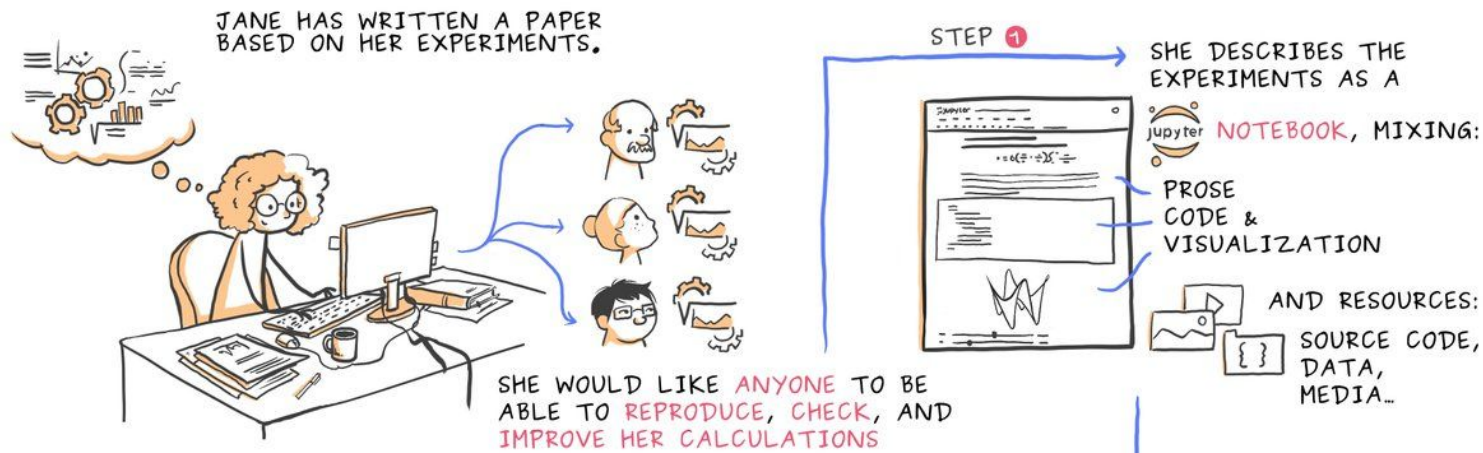 JANE HAS WRITTEN A PAPER
BASED ON HER EXPERIMENTS.
SHE WOULD LIKE ANYONE TO BE
ABLE TO REPRODUCE, CHECK, AND
IMPROVE HER CALCULATIONS
STEP 1
SHE DESCRIBES THE
EXPERIMENTS AS A
jupyter NOTEBOOK, MIXING:
Jupyter
PROSE
CODE &
VISUALIZATION
AND RESOURCES:
{ }
SOURCE CODE,
DATA,
MEDIA…